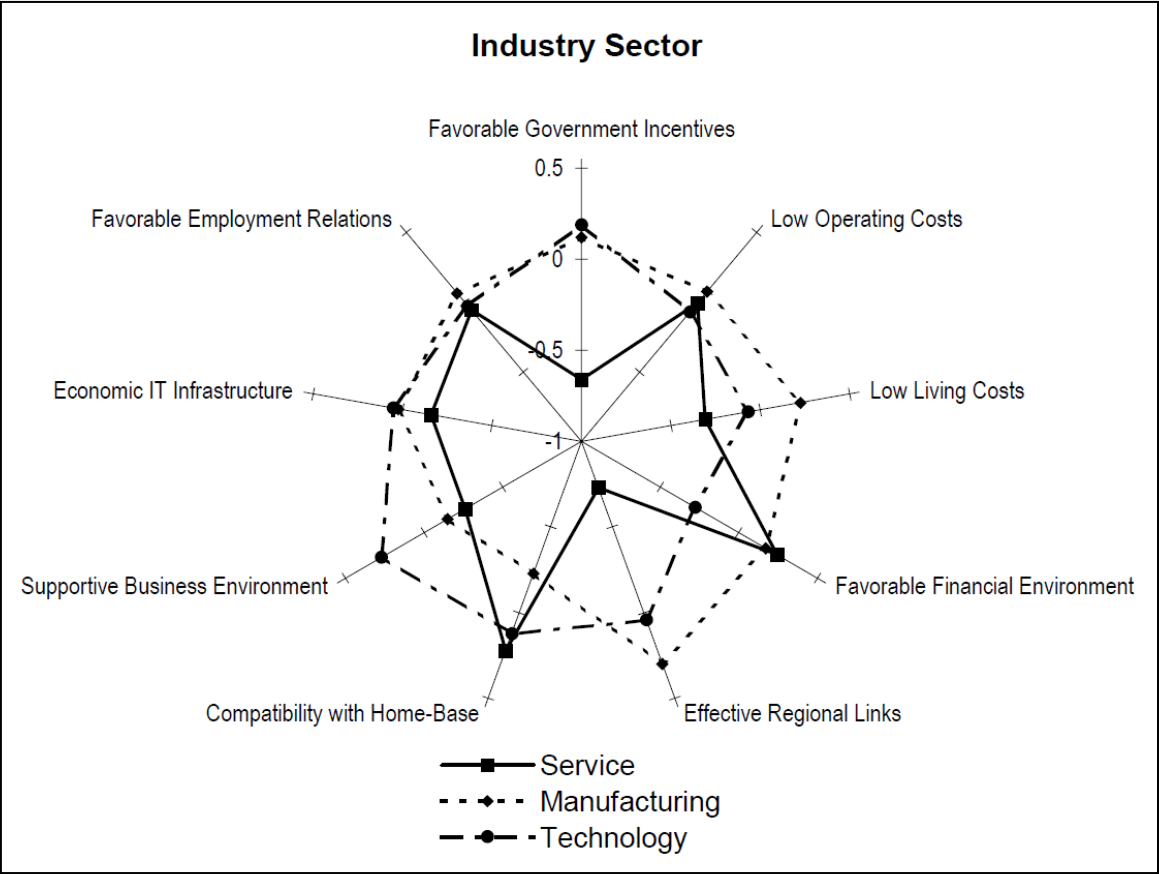 Industry Sector
Favorable Government Incentives
0.5
Favorable Employment Relations
Low Operating Costs
0
-0.5
Economic IT Infrastructure
Low Living Costs
-1
Supportive Business Environment
Favorable Financial Environment
Compatibility with Home-Base
Effective Regional Links
Service
Manufacturing
Technology